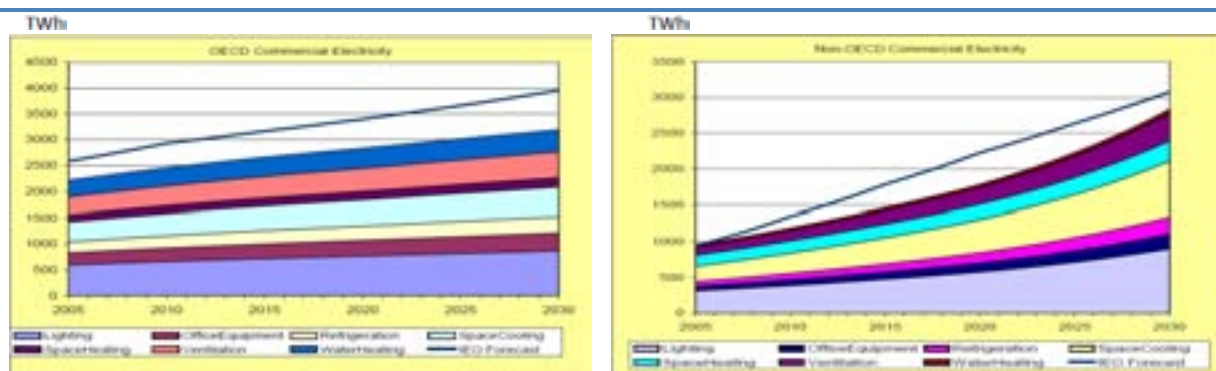 TWh
OECD Commercial Electricity
4500
4000
3500
3000
2500
2000
1500
1000
500
0
2005 2010 2015 2020 2025 2030
Lighting OfficeEquipment Refrigeration SpaceCooling
SpaceHeating Ventilation WaterHeating IEO Forecast
TWh
Non-OECD Commercial Electricity
3500
3000
2500
2000
1500
1000
500
0
2005 2010 2015 2020 2025 2030
Lighting OfficeEquipment Refrigeration SpaceCooling
SpaceHeating Ventilation WaterHeating IEO Forecast